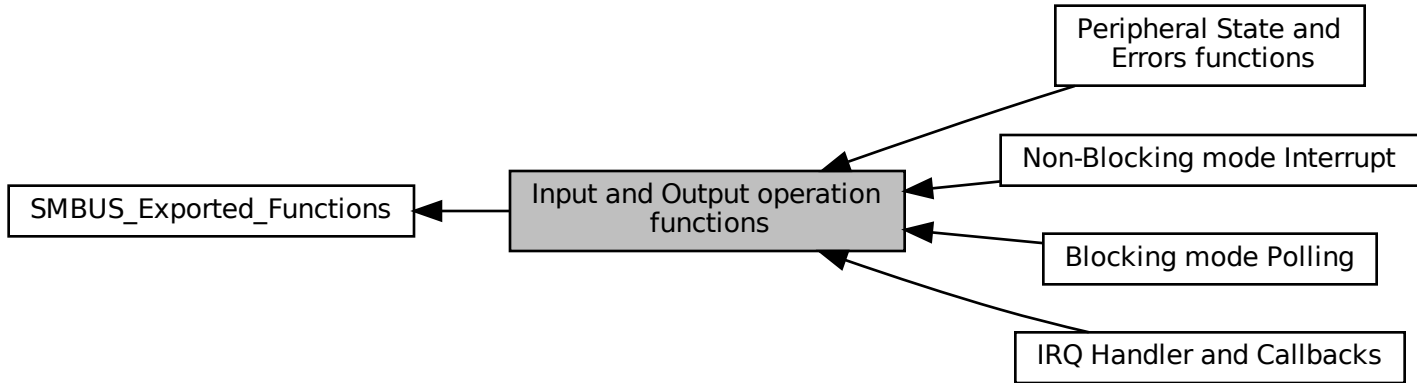 SMBUS_Exported_Functions
Input and Output operation
functions
Peripheral State and
Errors functions
Non-Blocking mode Interrupt
Blocking mode Polling
IRQ Handler and Callbacks